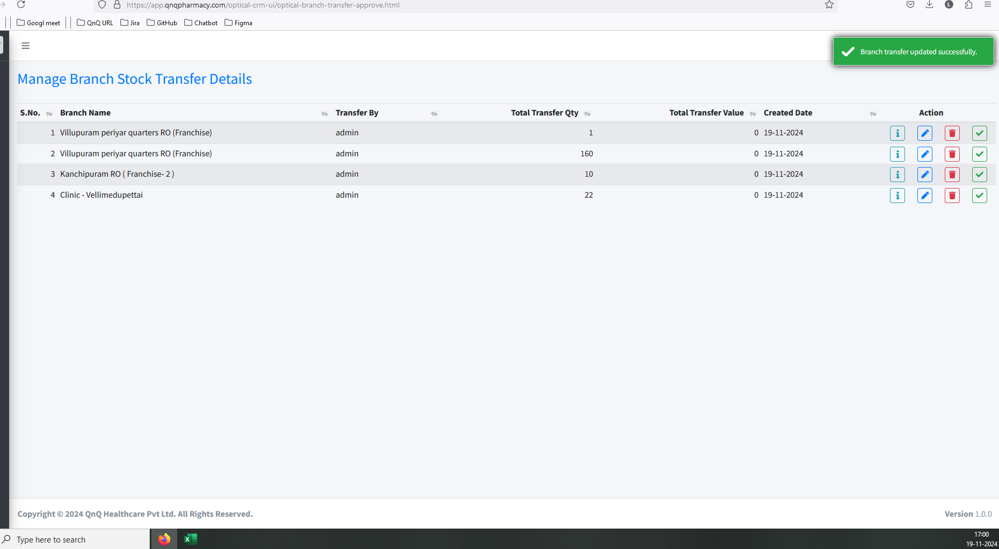 https://app.qnqpharmacy.com/optical-crm-ui/optical-branch-transfer-approve.html
L
Googl meet QnQ URL Jira GitHub Chatbot Figma
Branch transfer updated successfully.
Manage Branch Stock Transfer Details
S.No. Branch Name Transfer By Total Transfer Qty Total Transfer Value Created Date Action
1 Villupuram periyar quarters RO (Franchise) admin 1 0 19-11-2024
2 Villupuram periyar quarters RO (Franchise) admin 160 0 19-11-2024
3 Kanchipuram RO ( Franchise- 2 ) admin 10 0 19-11-2024
4 Clinic - Vellimedupettai admin 22 0 19-11-2024
Copyright © 2024 QnQ Healthcare Pvt Ltd. All Rights Reserved. Version 1.0.0
Type here to search
17:00
19-11-2024